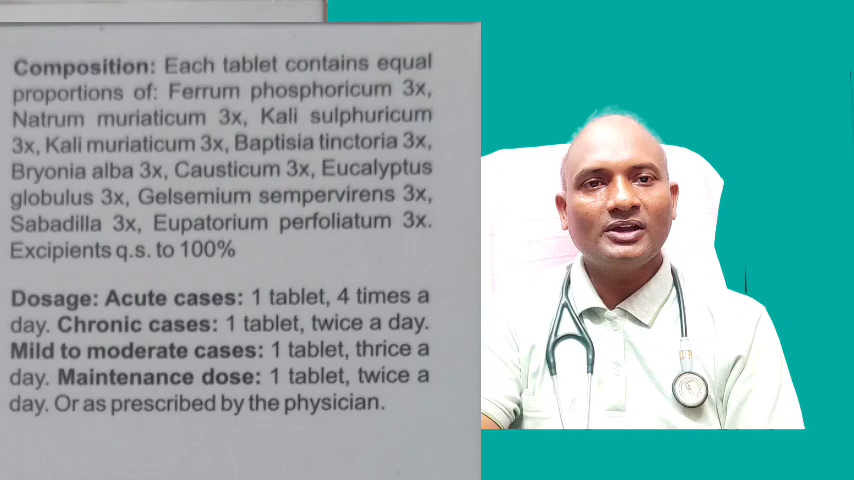 Composition: Each tablet contains equal
proportions of: Ferrum phosphoricum 3x,
Natrum muriaticum 3x, Kali sulphuricum
3x, Kali muriaticum 3x, Baptisia tinctoria 3x,
Bryonia alba 3x, Causticum 3x, Eucalyptus
globulus 3x, Gelsemium sempervirens 3x,
Sabadilla 3x, Eupatorium perfoliatum 3x.
Excipients q.s. to 100%
Dosage: Acute cases: 1 tablet, 4 times a
day. Chronic cases: 1 tablet, twice a day.
Mild to moderate cases: 1 tablet, thrice a
day. Maintenance dose: 1 tablet, twice a
day. Or as prescribed by the physician.